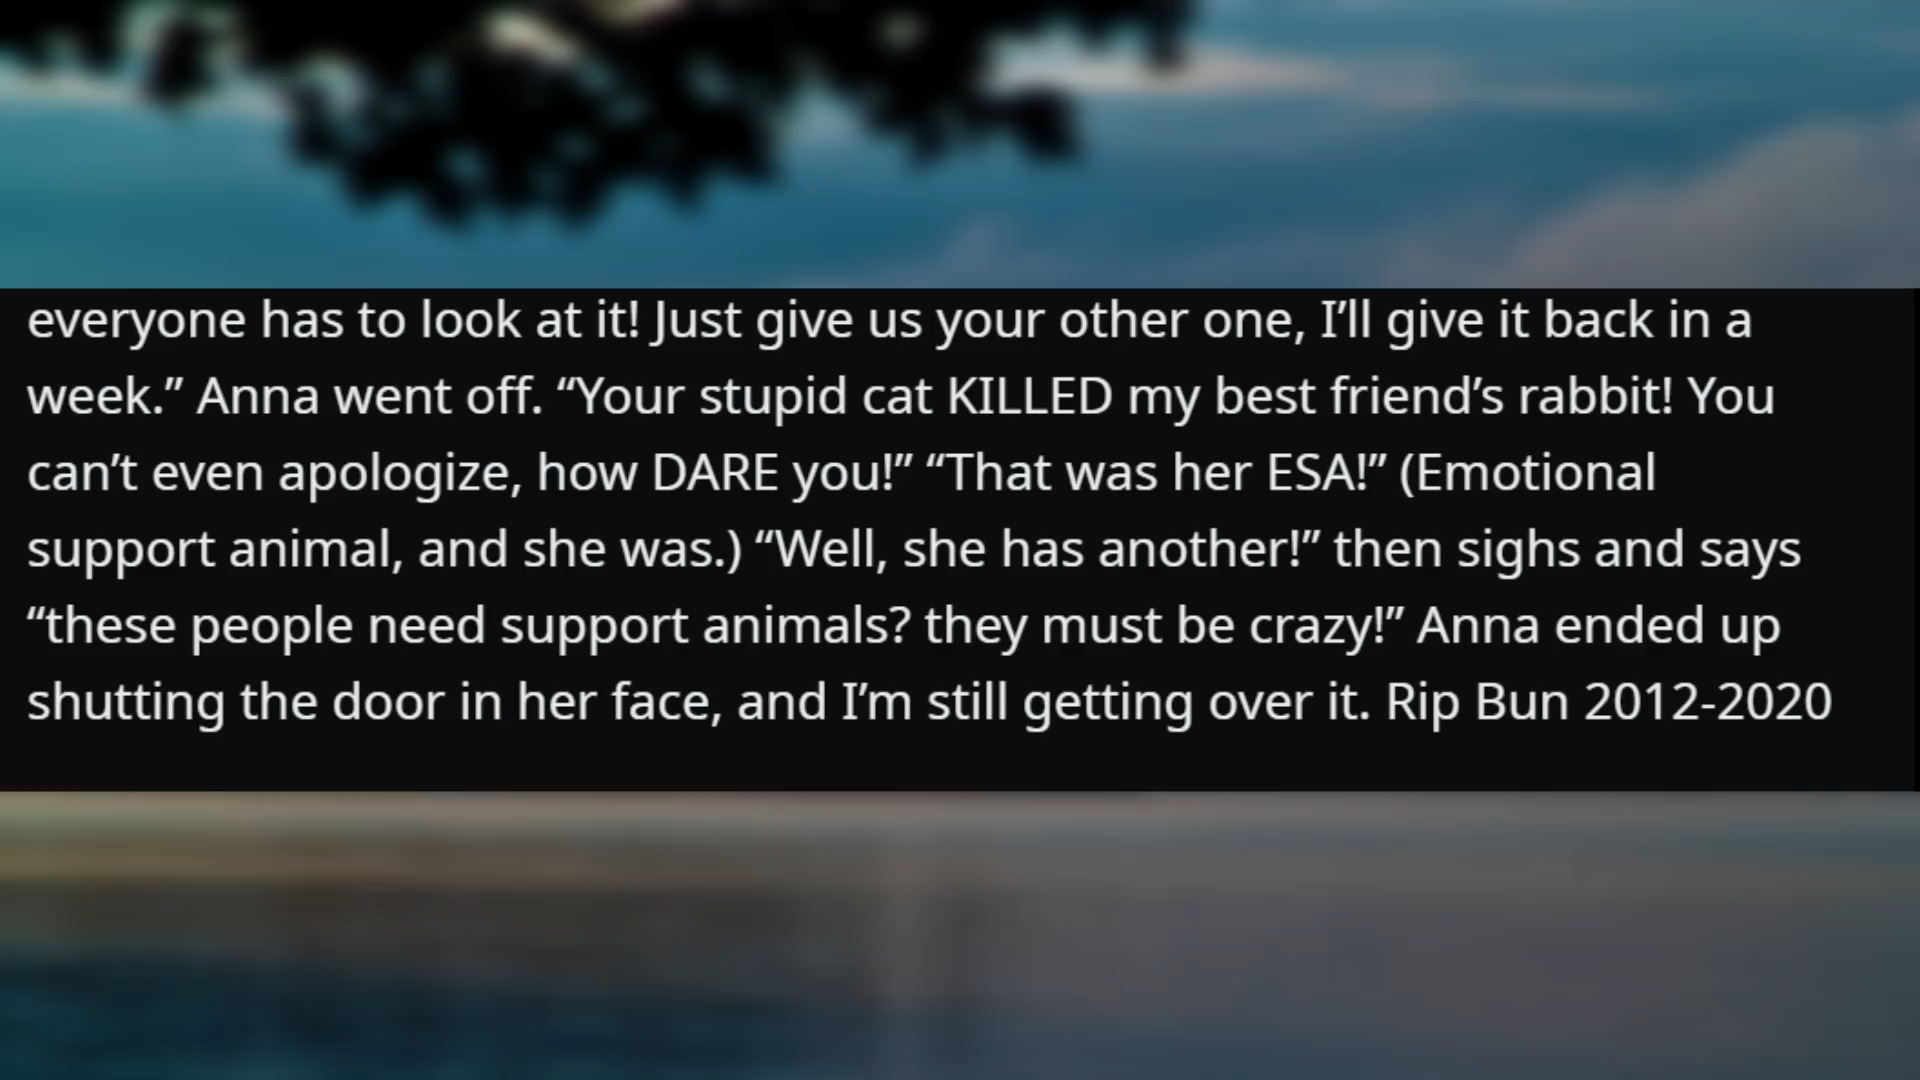 everyone has to look at it! Just give us your other one, I’ll give it back in a
week.” Anna went off. “Your stupid cat KILLED my best friend’s rabbit! You
can’t even apologize, how DARE you!” “That was her ESA!” (Emotional
support animal, and she was.) “Well, she has another!” then sighs and says
“these people need support animals? they must be crazy!” Anna ended up
shutting the door in her face, and I’m still getting over it. Rip Bun 2012-2020